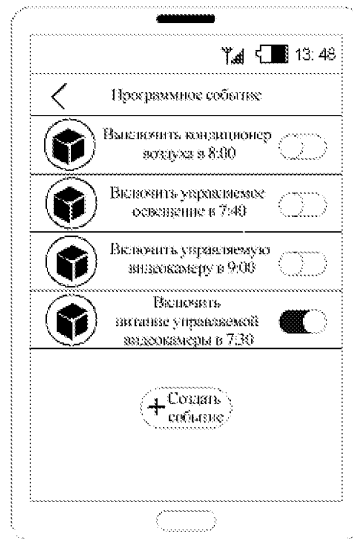 13: 48
Программное событие
Выключить кондиционер
воздуха в 8:00
Включить управляемое
освещение в 7:40
Включить управляемую
видеокамеру в 9:00
Включить
питание управляемой
видеокамеры в 7:30
+ Создать
событие